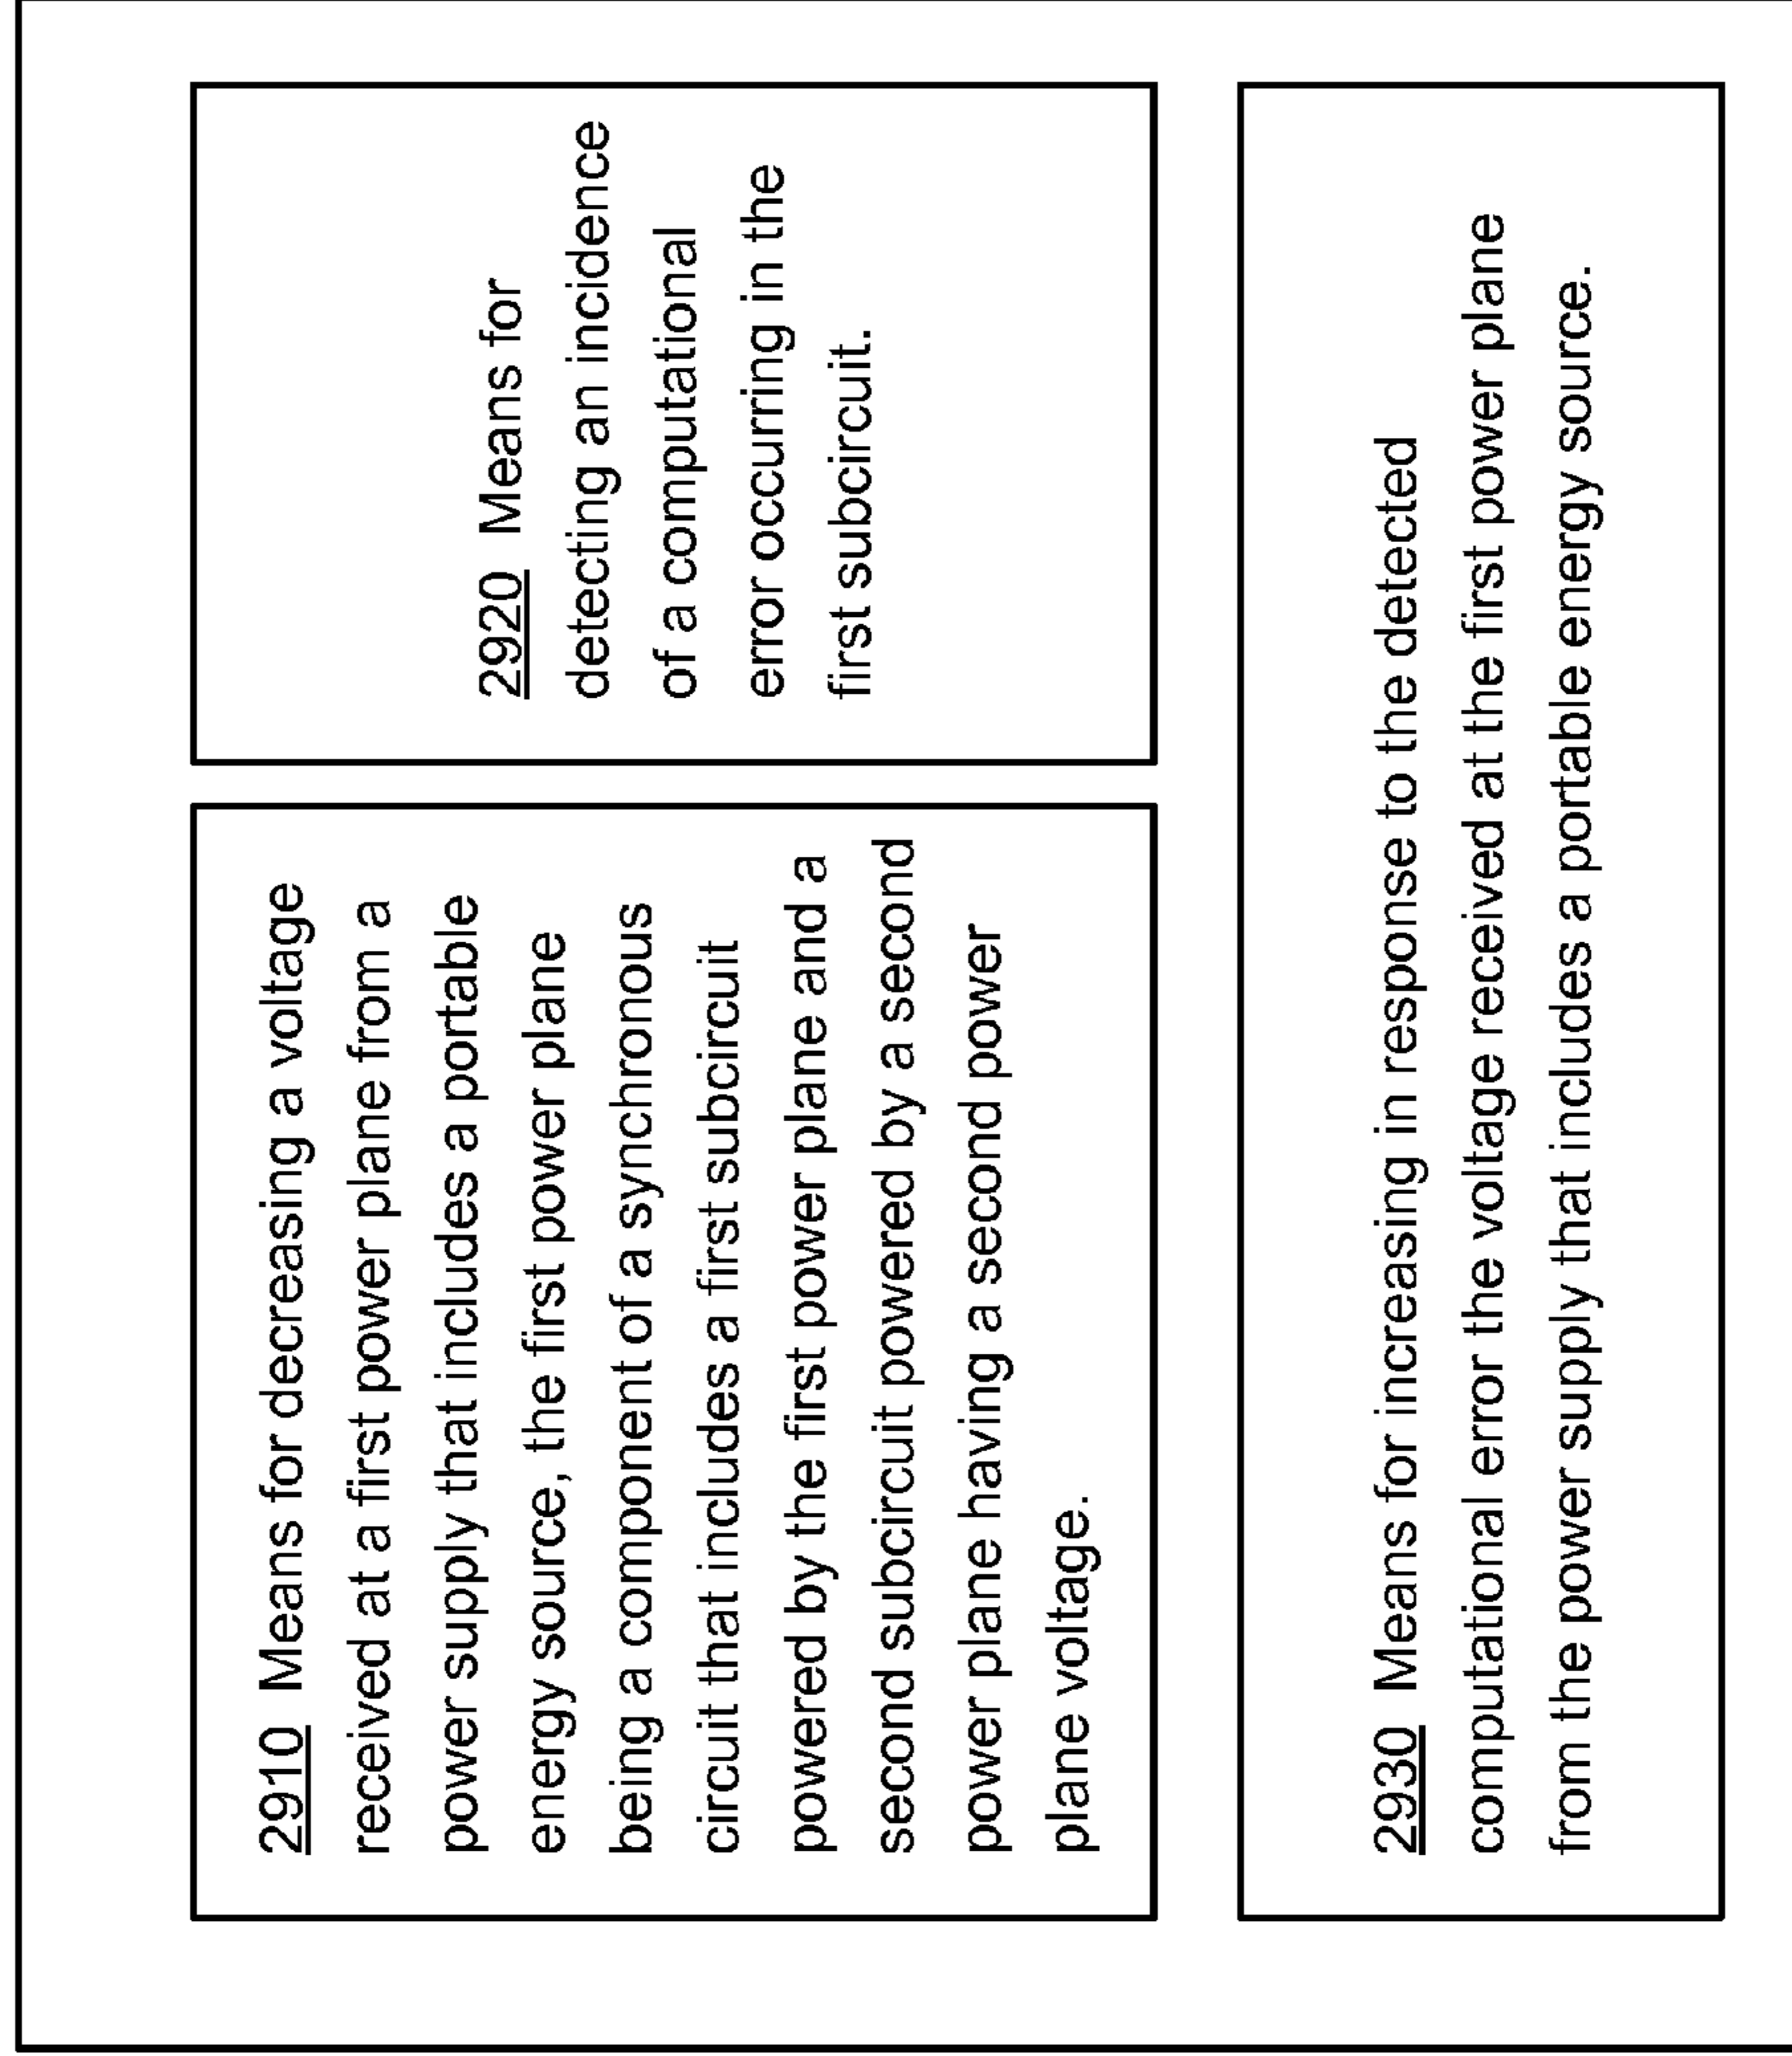 2910 Means for decreasing a voltage
received at a first power plane from a
power supply that includes a portable
energy source, the first power plane
being a component of a synchronous
circuit that includes a first subcircuit
powered by the first power plane and a
second subcircuit powered by a second
power plane having a second power
plane voltage.
2920 Means for
detecting an incidence
of a computational
error occurring in the
first subcircuit.
2930 Means for increasing in response to the detected
computational error the voltage received at the first power plane
from the power supply that includes a portable energy source.